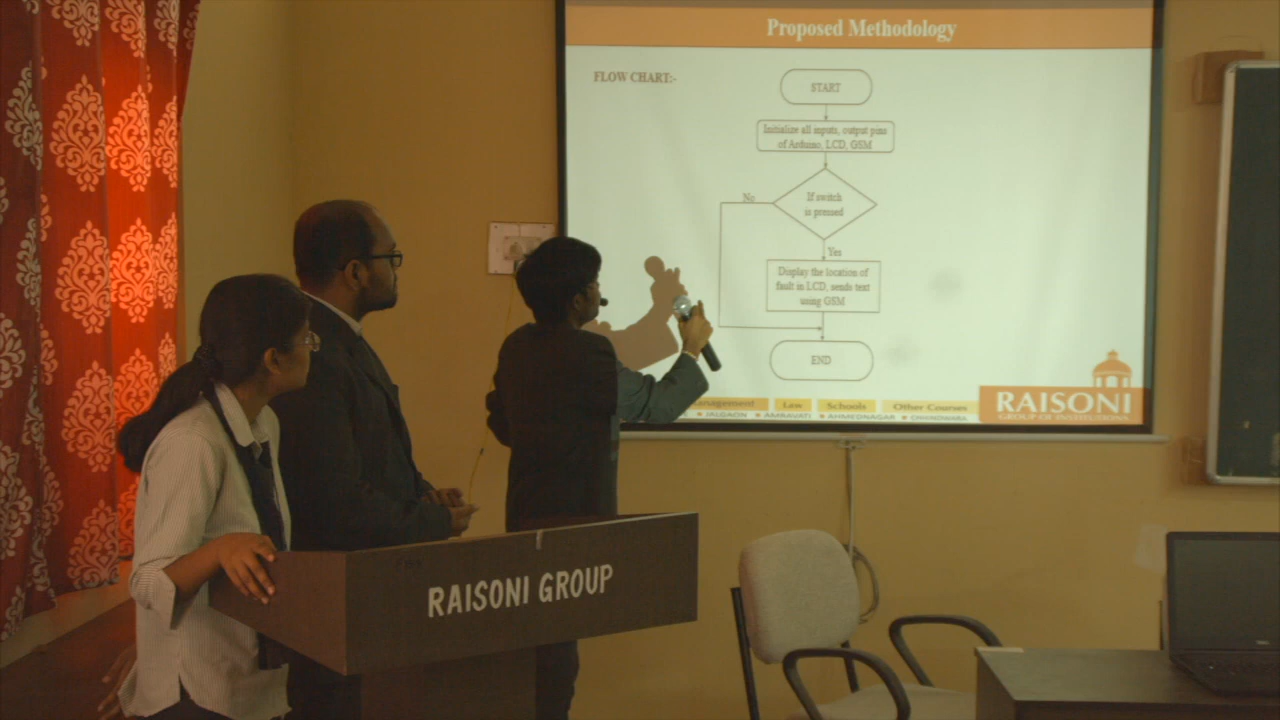 Proposed Methodology
FLOW CHART:-
START
Initialize all inputs, output pins
of Arduino, LCD, GSM
If switch
is pressed
No
Yes
Display the location of
fault in LCD, sends text
using GSM
END
RAISONI
GROUP OF INSTITUTIONS
Law
Schools
Other Courses
JALGAON ▪ AMRAVATI ▪ AHMEDNAGAR ▪ CHHINDWARA
RAISONI GROUP